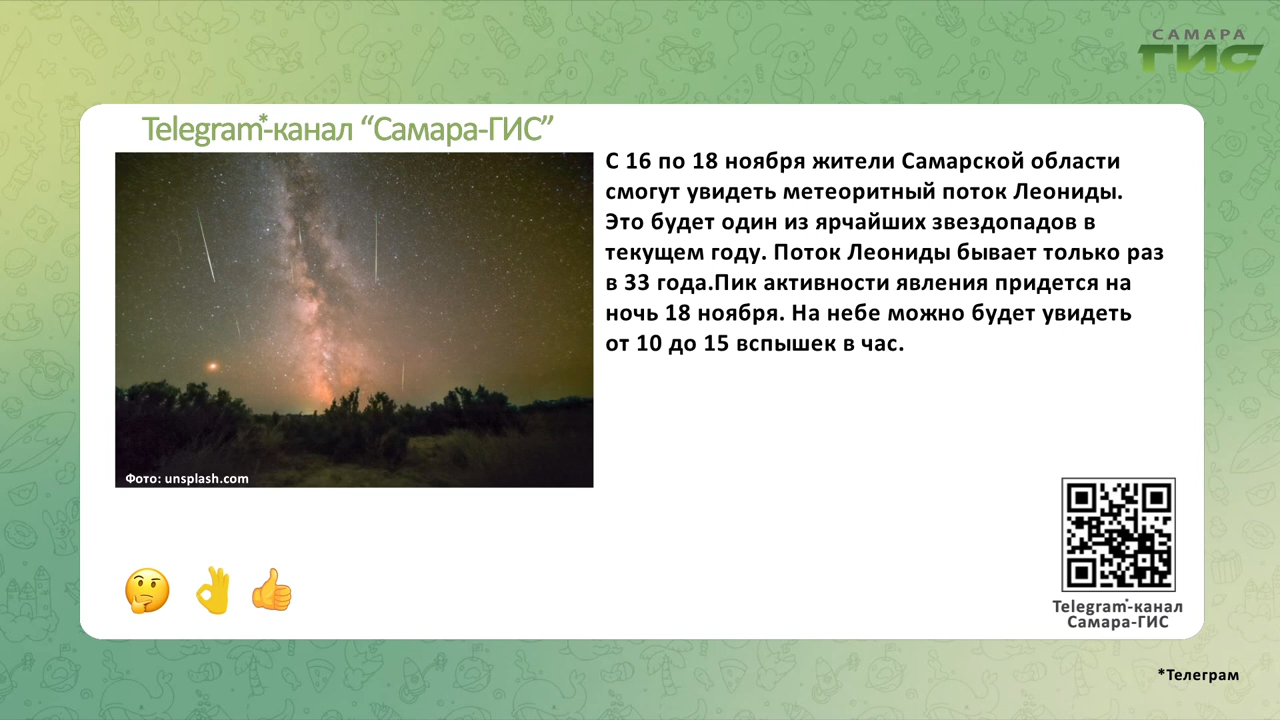 САМАРА
ГИС
Telegram*-канал “Самара-ГИС”
С 16 по 18 ноября жители Самарской области
смогут увидеть метеоритный поток Леониды.
Это будет один из ярчайших звездопадов в
текущем году. Поток Леониды бывает только раз
в 33 года.Пик активности явления придется на
ночь 18 ноября. На небе можно будет увидеть
от 10 до 15 вспышек в час.
Фото: unsplash.com
Telegram*-канал
Самара-ГИС
*Телеграм